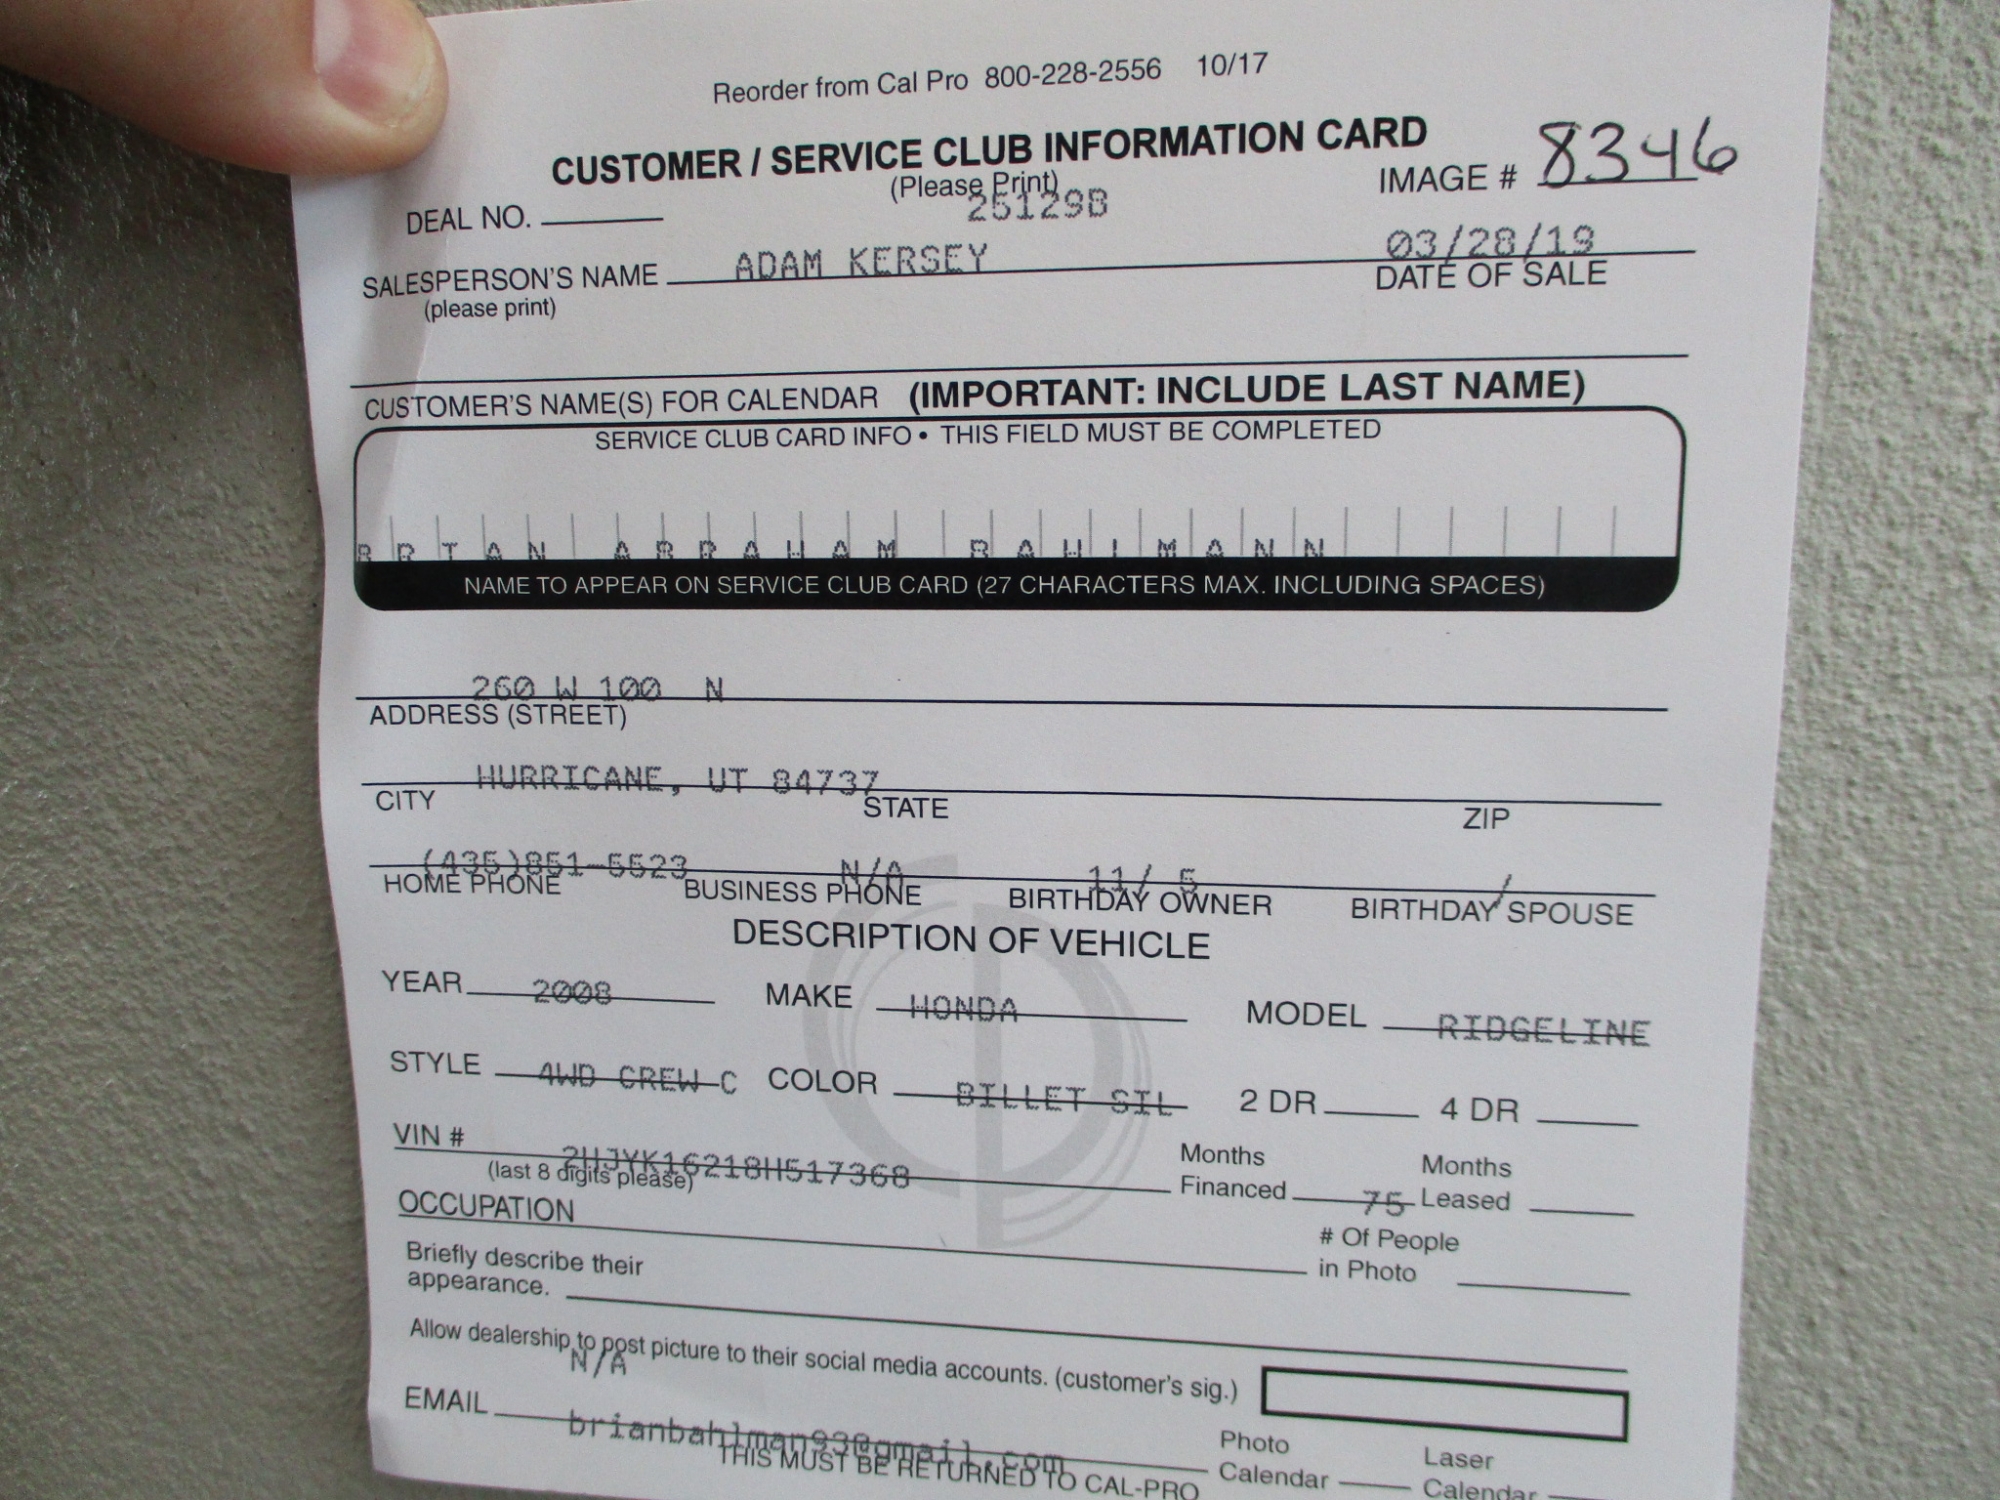 Reorder from Cal Pro 800-228-2556 10/17
CUSTOMER / SERVICE CLUB INFORMATION CARD
(Please Print)
IMAGE # 8346
DEAL NO. 25129B
SALESPERSON'S NAME ADAM KERSEY
(please print)
03/28/19
DATE OF SALE
CUSTOMER'S NAME(S) FOR CALENDAR (IMPORTANT: INCLUDE LAST NAME)
SERVICE CLUB CARD INFO • THIS FIELD MUST BE COMPLETED
BRIAN ABRAHAM BAHLMANN
NAME TO APPEAR ON SERVICE CLUB CARD (27 CHARACTERS MAX. INCLUDING SPACES)
260 W 100 N
ADDRESS (STREET)
HURRICANE, UT 84737
CITY STATE ZIP
(435)851-5523 N/A 11/ 5 /
HOME PHONE BUSINESS PHONE BIRTHDAY OWNER BIRTHDAY SPOUSE
DESCRIPTION OF VEHICLE
YEAR 2008 MAKE HONDA MODEL RIDGELINE
STYLE 4WD CREW C COLOR BILLET SIL 2 DR 4 DR
VIN # 2HJYK16218H517368
(last 8 digits please)
Months Financed 75 Months Leased
OCCUPATION
# Of People in Photo
Briefly describe their
appearance.
Allow dealership to post picture to their social media accounts. (customer's sig.)
N/A
EMAIL brianbahlman93@gmail.com
THIS MUST BE RETURNED TO CAL-PRO
Photo Calendar Laser Calendar